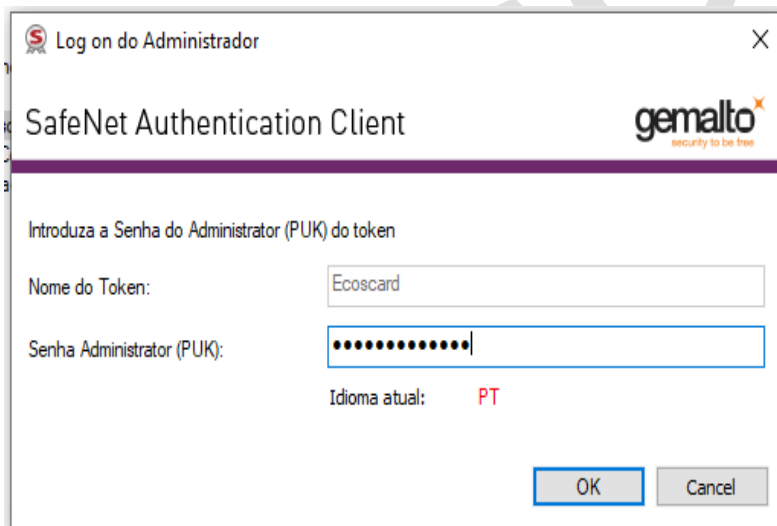 Log on do Administrador
SafeNet Authentication Client
gemalto
security to be free
Introduza a Senha do Administrator (PUK) do token
Nome do Token:
Ecoscard
Senha Administrator (PUK):
•••••••••••••
Idioma atual: PT
OK Cancel